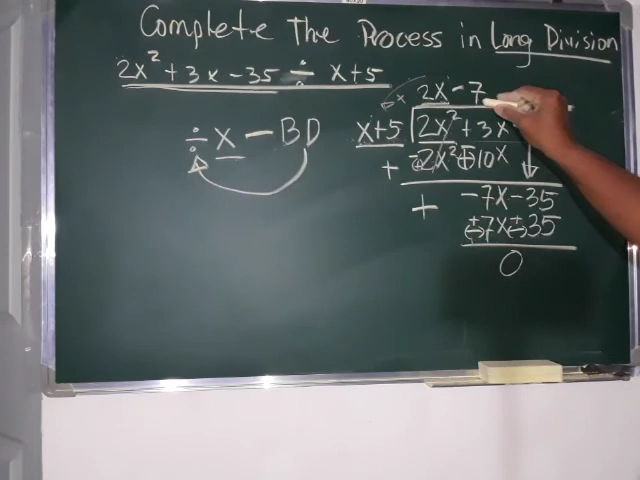 Complete The Process in Long Division
2x² + 3x - 35 ÷ x + 5
2x - 7
x
÷ x - BD
x+5 2x² + 3x
+ -2x² - 10x
-7x - 35
+ +7x + 35
0